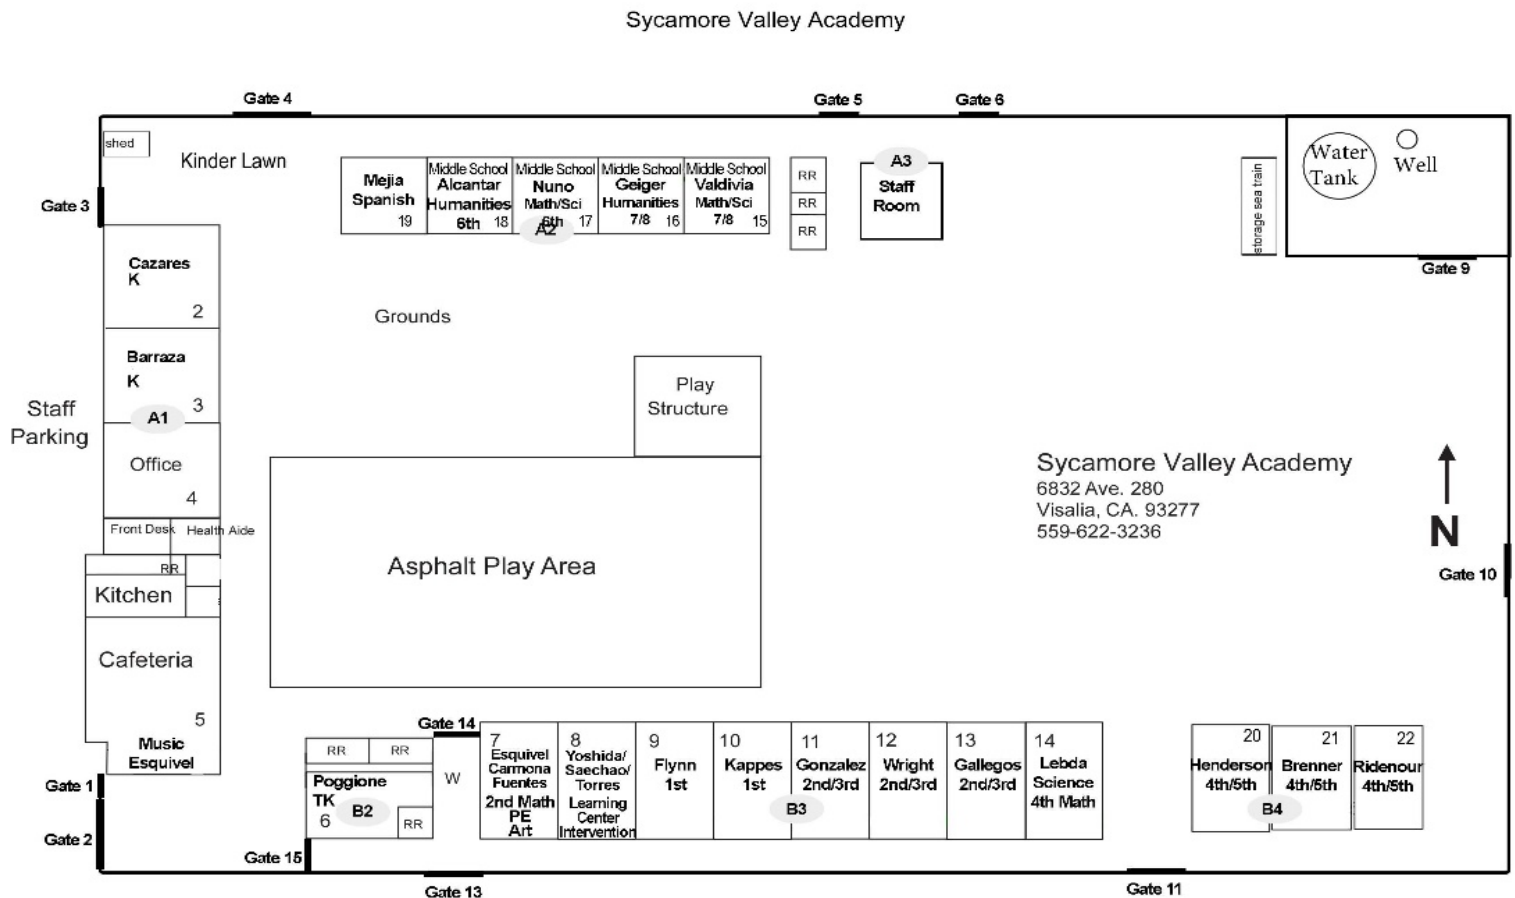 Sycamore Valley Academy
Gate 4
Gate 5
Gate 6
shed
Kinder Lawn
Gate 3
Mejia
Spanish
19
Middle School
Alcantar
Humanities
6th 18
Middle School
Nuno
Math/Sci
6th 17
A2
Middle School
Geiger
Humanities
7/8 16
Middle School
Valdivia
Math/Sci
7/8 15
RR
RR
RR
A3
Staff
Room
storage sea train
Water
Tank
Well
Gate 9
Cazares
K
2
Barraza
K
3
A1
Staff
Parking
Office
4
Front Desk
Health Aide
RR
Kitchen
Cafeteria
5
Music
Esquivel
Grounds
Play
Structure
Asphalt Play Area
Sycamore Valley Academy
6832 Ave. 280
Visalia, CA. 93277
559-622-3236
N
Gate 10
Gate 1
Gate 2
RR
RR
Poggione
TK
6
B2
RR
Gate 15
Gate 14
W
Gate 13
7
Esquivel
Carmona
Fuentes
2nd Math
PE
Art
8
Yoshida/
Saechao/
Torres
Learning
Center
Intervention
9
Flynn
1st
10
Kappes
1st
11
Gonzalez
2nd/3rd
B3
12
Wright
2nd/3rd
13
Gallegos
2nd/3rd
14
Lebda
Science
4th Math
20
Henderson
4th/5th
B4
21
Brenner
4th/5th
22
Ridenour
4th/5th
Gate 11